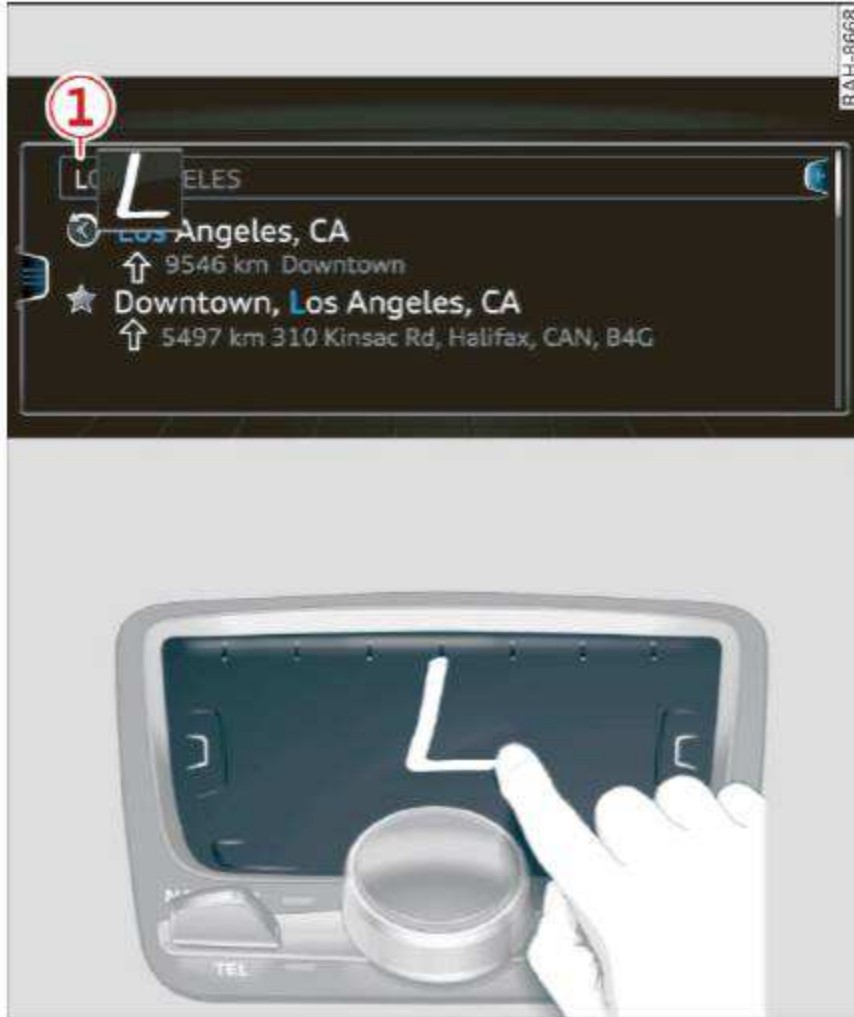 RAH-8668
1
LO ELES
L
Los Angeles, CA
9546 km Downtown
Downtown, Los Angeles, CA
5497 km 310 Kinsac Rd, Halifax, CAN, B4G
L
TEL